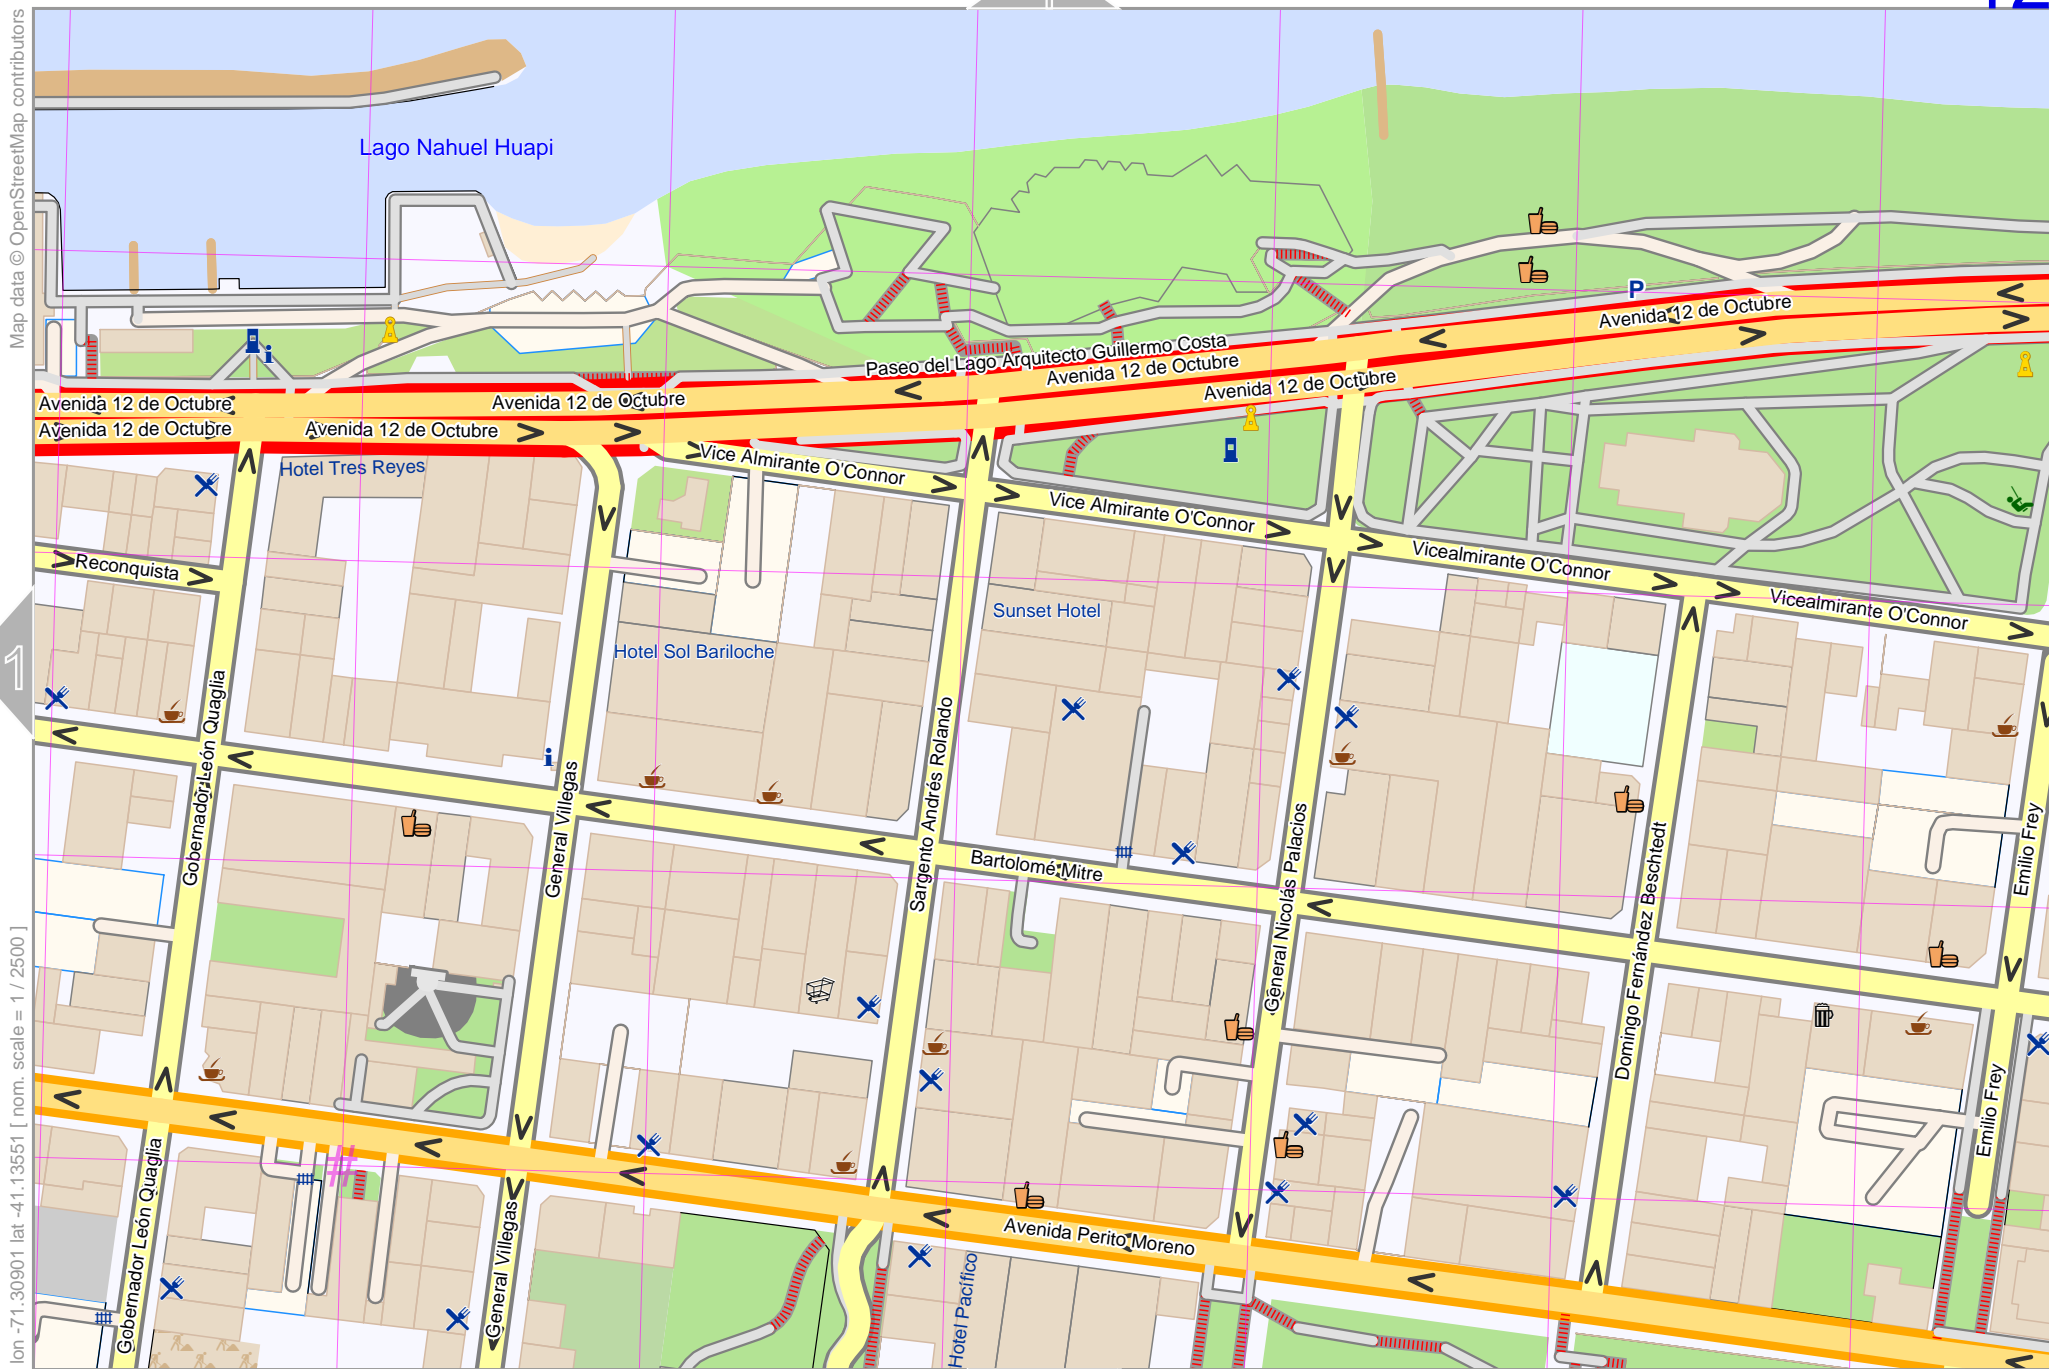 Map data © OpenStreetMap contributors
lon -71.30901 lat -41.13551 [ nom. scale = 1 / 2500 ]
1
Lago Nahuel Huapi
P
Avenida 12 de Octubre
Paseo del Lago Arquitecto Guillermo Costa
Avenida 12 de Octubre
Avenida 12 de Octubre
Avenida 12 de Octubre
Avenida 12 de Octubre
Avenida 12 de Octubre
Avenida 12 de Octubre
Hotel Tres Reyes
Vice Almirante O'Connor
Vice Almirante O'Connor
Vicealmirante O'Connor
Vicealmirante O'Connor
Reconquista
Sunset Hotel
Hotel Sol Bariloche
Gobernador León Quaglia
General Villegas
Sargento Andrés Rolando
General Nicolás Palacios
Domingo Fernández Beschtedt
Emilio Frey
Bartolomé Mitre
Emilio Frey
Gobernador León Quaglia
General Villegas
Avenida Perito Moreno
Hotel Pacífico
#